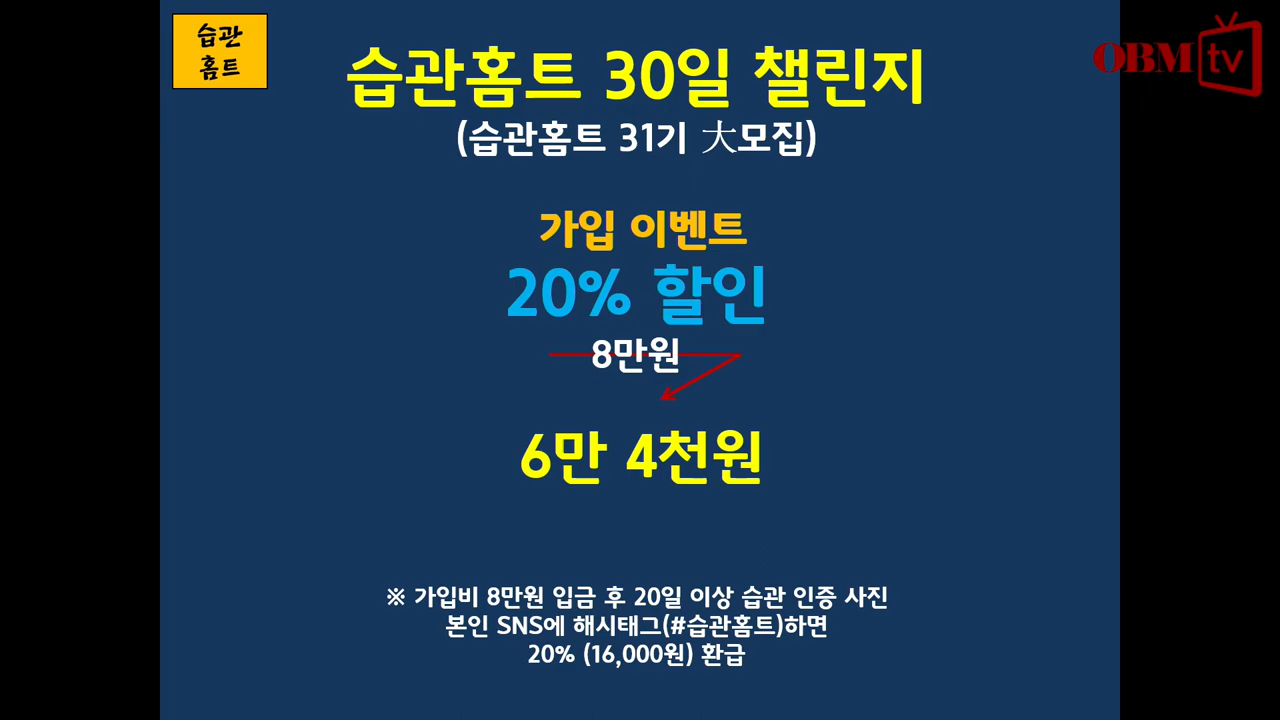 습관
홈트
OBM tv
습관홈트 30일 챌린지
(습관홈트 31기 大모집)
가입 이벤트
20% 할인
8만원
6만 4천원
※ 가입비 8만원 입금 후 20일 이상 습관 인증 사진
본인 SNS에 해시태그(#습관홈트)하면
20% (16,000원) 환급